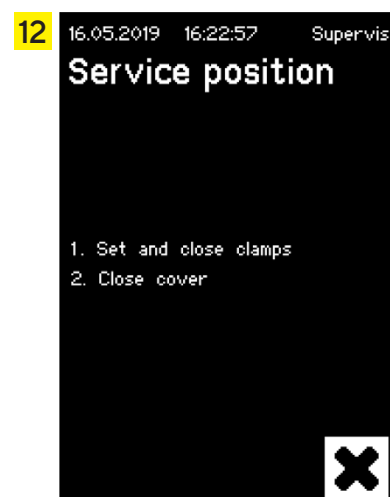 12
16.05.2019 16:22:57 Supervis
Service position
1. Set and close clamps
2. Close cover